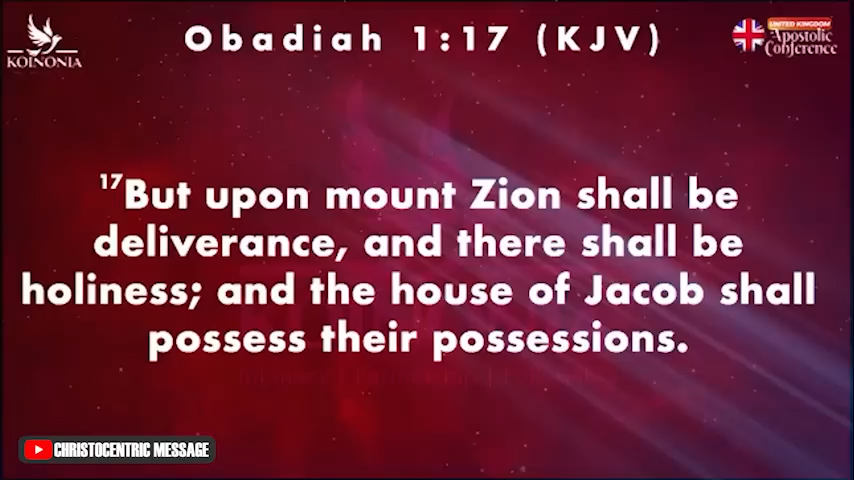 KOINONIA
Obadiah 1:17 (KJV)
UNITED KINGDOM
Apostolic
Conference
17But upon mount Zion shall be
deliverance, and there shall be
holiness; and the house of Jacob shall
possess their possessions.
CHRISTOCENTRIC MESSAGE